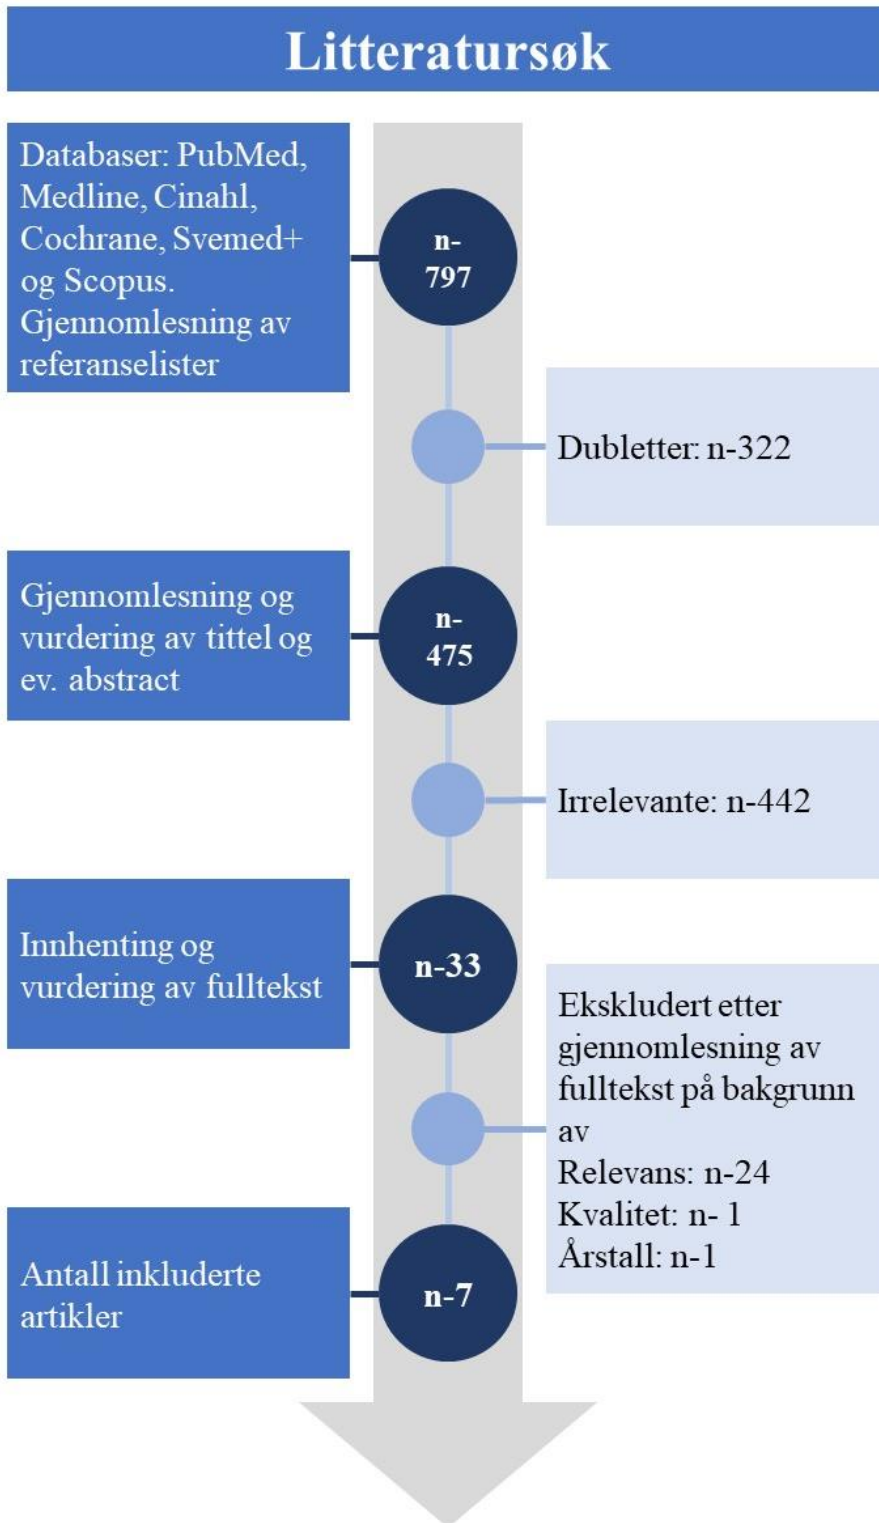 Litteratursøk
Databaser: PubMed,
Medline, Cinahl,
Cochrane, Svemed+
og Scopus.
Gjennomlesning av
referanselister
n-
797
Dubletter: n-322
Gjennomlesning og
vurdering av tittel og
ev. abstract
n-
475
Irrelevante: n-442
Innhenting og
vurdering av fulltekst
n-33
Ekskludert etter
gjennomlesning av
fulltekst på bakgrunn
av
Relevans: n-24
Kvalitet: n- 1
Årstall: n-1
Antall inkluderte
artikler
n-7